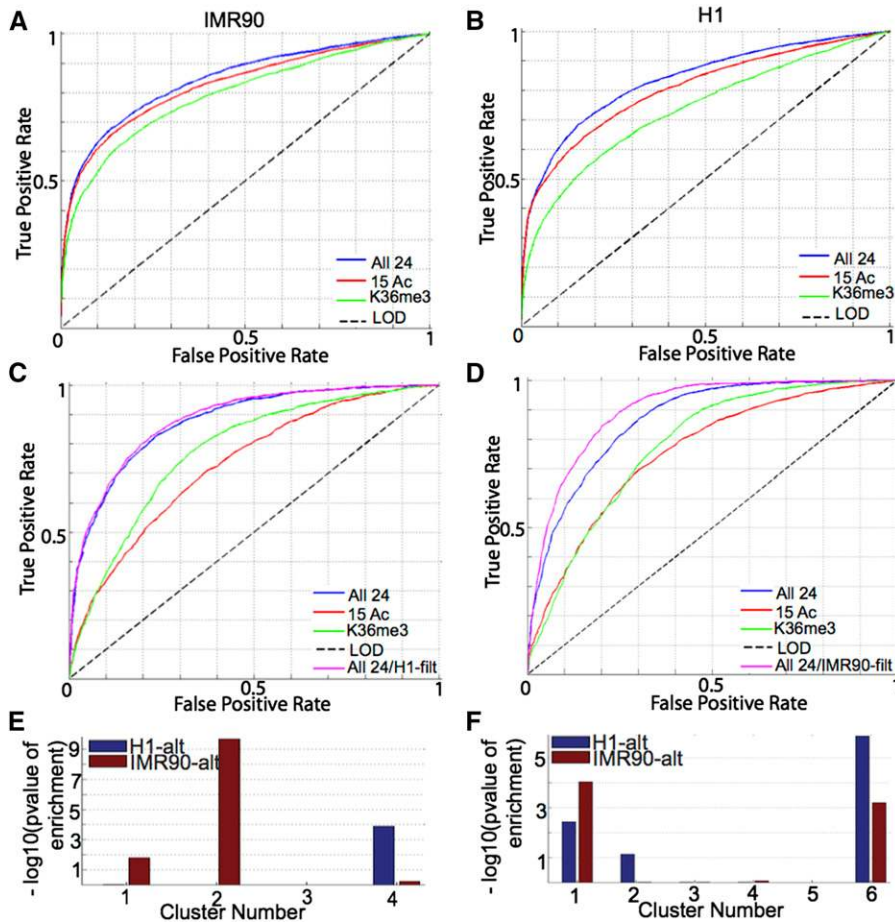 A IMR90
1
0.5
True Positive Rate
All 24
15 Ac
K36me3
LOD
0 0.5 1
False Positive Rate
B H1
1
0.5
True Positive Rate
All 24
15 Ac
K36me3
LOD
0 0.5 1
False Positive Rate
C
1
0.5
True Positive Rate
All 24
15 Ac
K36me3
LOD
All 24/H1-filt
0 0.5 1
False Positive Rate
D
1
0.5
True Positive Rate
All 24
15 Ac
K36me3
LOD
All 24/IMR90-filt
0 0.5 1
False Positive Rate
E
- log10(pvalue of
enrichment)
9
7
5
3
1
H1-alt
IMR90-alt
1 2 3 4
Cluster Number
F
- log10(pvalue of
enrichment)
5
3
1
H1-alt
IMR90-alt
1 2 3 4 5 6
Cluster Number